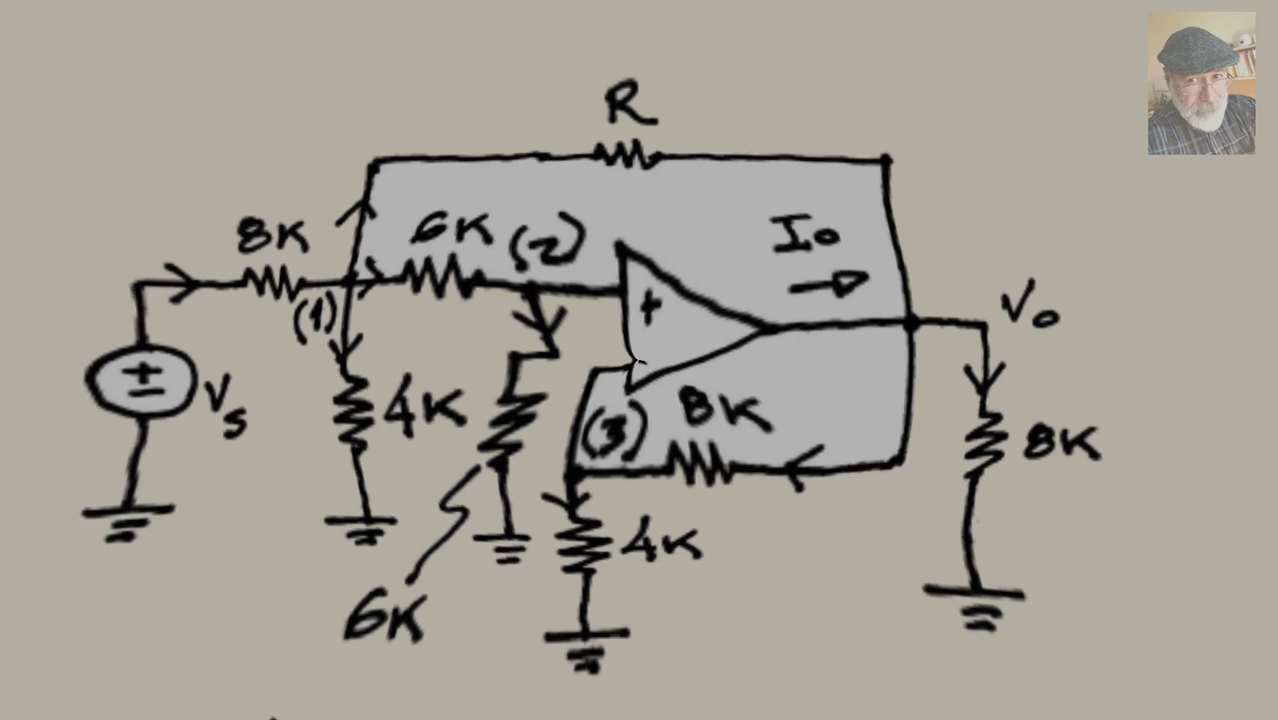 R
8K
6K
(2)
Io
(1)
+
Vo
+
-
Vs
4K
8K
(3)
8K
4K
6K